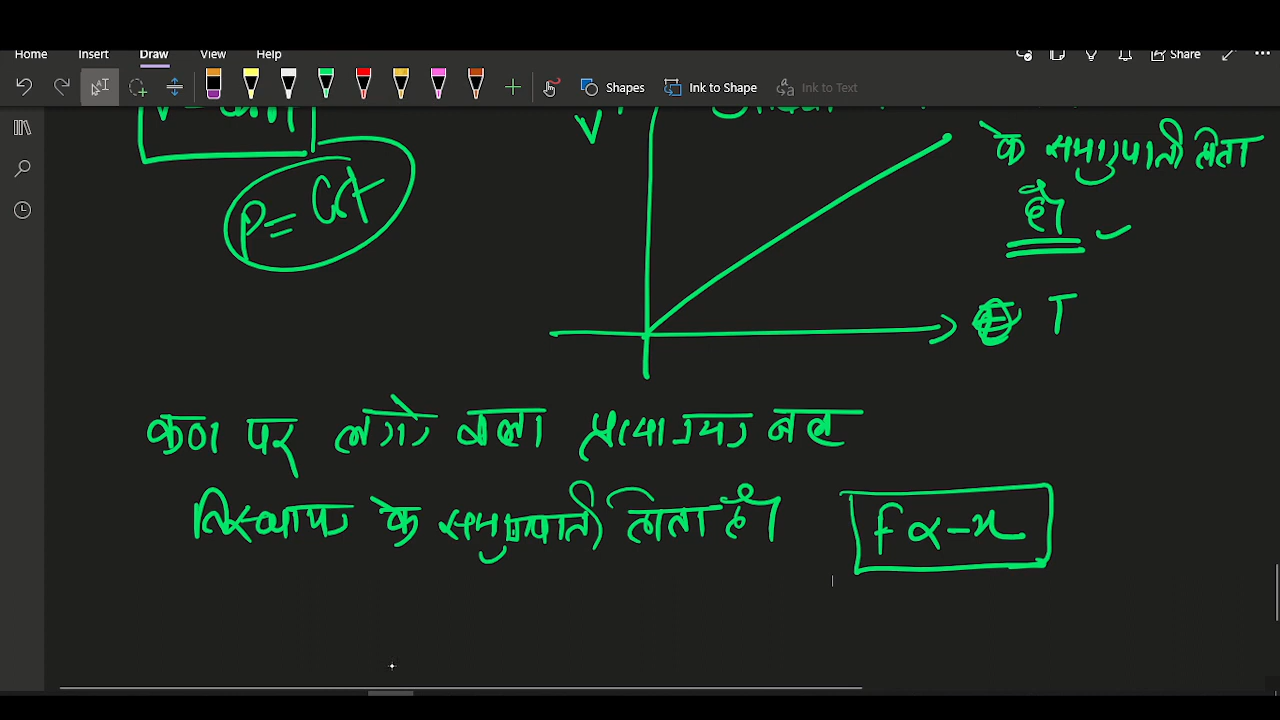 Home Insert Draw View Help Share
Shapes Ink to Shape Ink to Text
V
के समानुपाती होता
है।
P = Cst
T
कण पर लगने वाला प्रत्यानयन बल
विस्थापन के समानुपाती होता है। F α -x